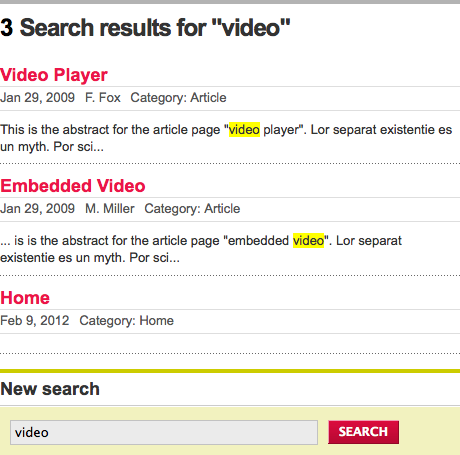 3 Search results for "video"
Video Player
Jan 29, 2009 F. Fox Category: Article
This is the abstract for the article page "video player". Lor separat existentie es
un myth. Por sci...
Embedded Video
Jan 29, 2009 M. Miller Category: Article
... is is the abstract for the article page "embedded video". Lor separat
existentie es un myth. Por sci...
Home
Feb 9, 2012 Category: Home
New search
video
SEARCH